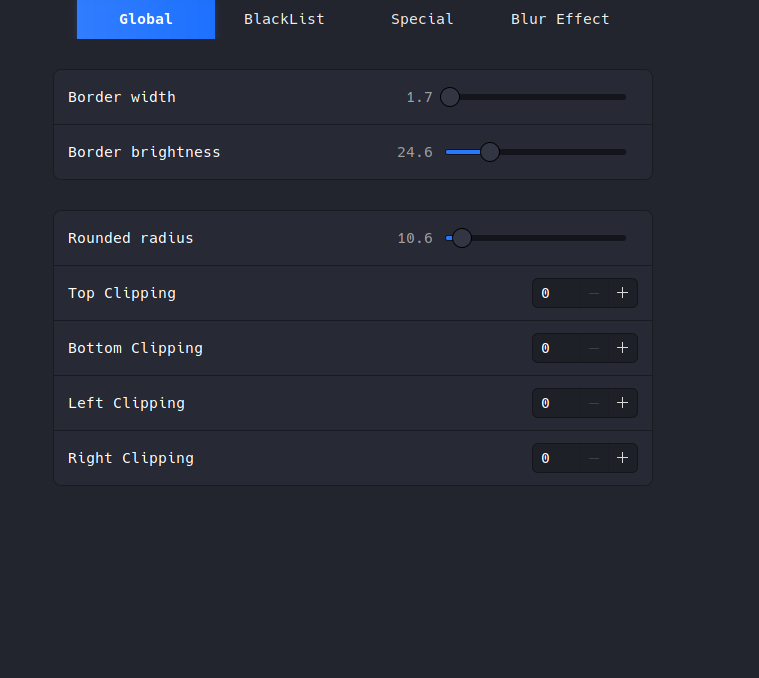 Global BlackList Special Blur Effect
Border width 1.7
Border brightness 24.6
Rounded radius 10.6
Top Clipping 0
Bottom Clipping 0
Left Clipping 0
Right Clipping 0